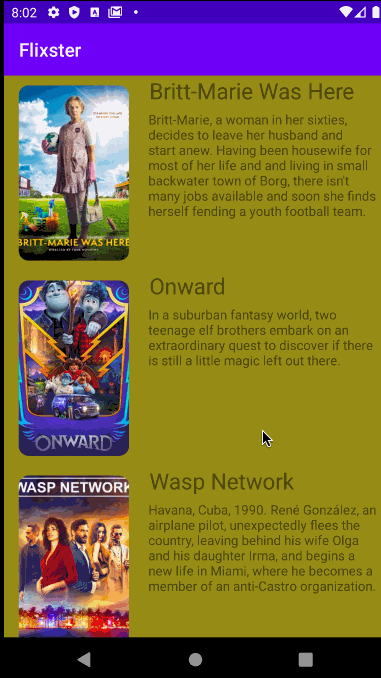 8:02
Flixster
Britt-Marie Was Here
Britt-Marie, a woman in her sixties,
decides to leave her husband and
start anew. Having been housewife for
most of her life and and living in small
backwater town of Borg, there isn't
many jobs available and soon she finds
herself fending a youth football team.
BRITT-MARIE WAS HERE
Onward
In a suburban fantasy world, two
teenage elf brothers embark on an
extraordinary quest to discover if there
is still a little magic left out there.
ONWARD
Wasp Network
WASP NETWORK
Havana, Cuba, 1990. René González, an
airplane pilot, unexpectedly flees the
country, leaving behind his wife Olga
and his daughter Irma, and begins a
new life in Miami, where he becomes a
member of an anti-Castro organization.